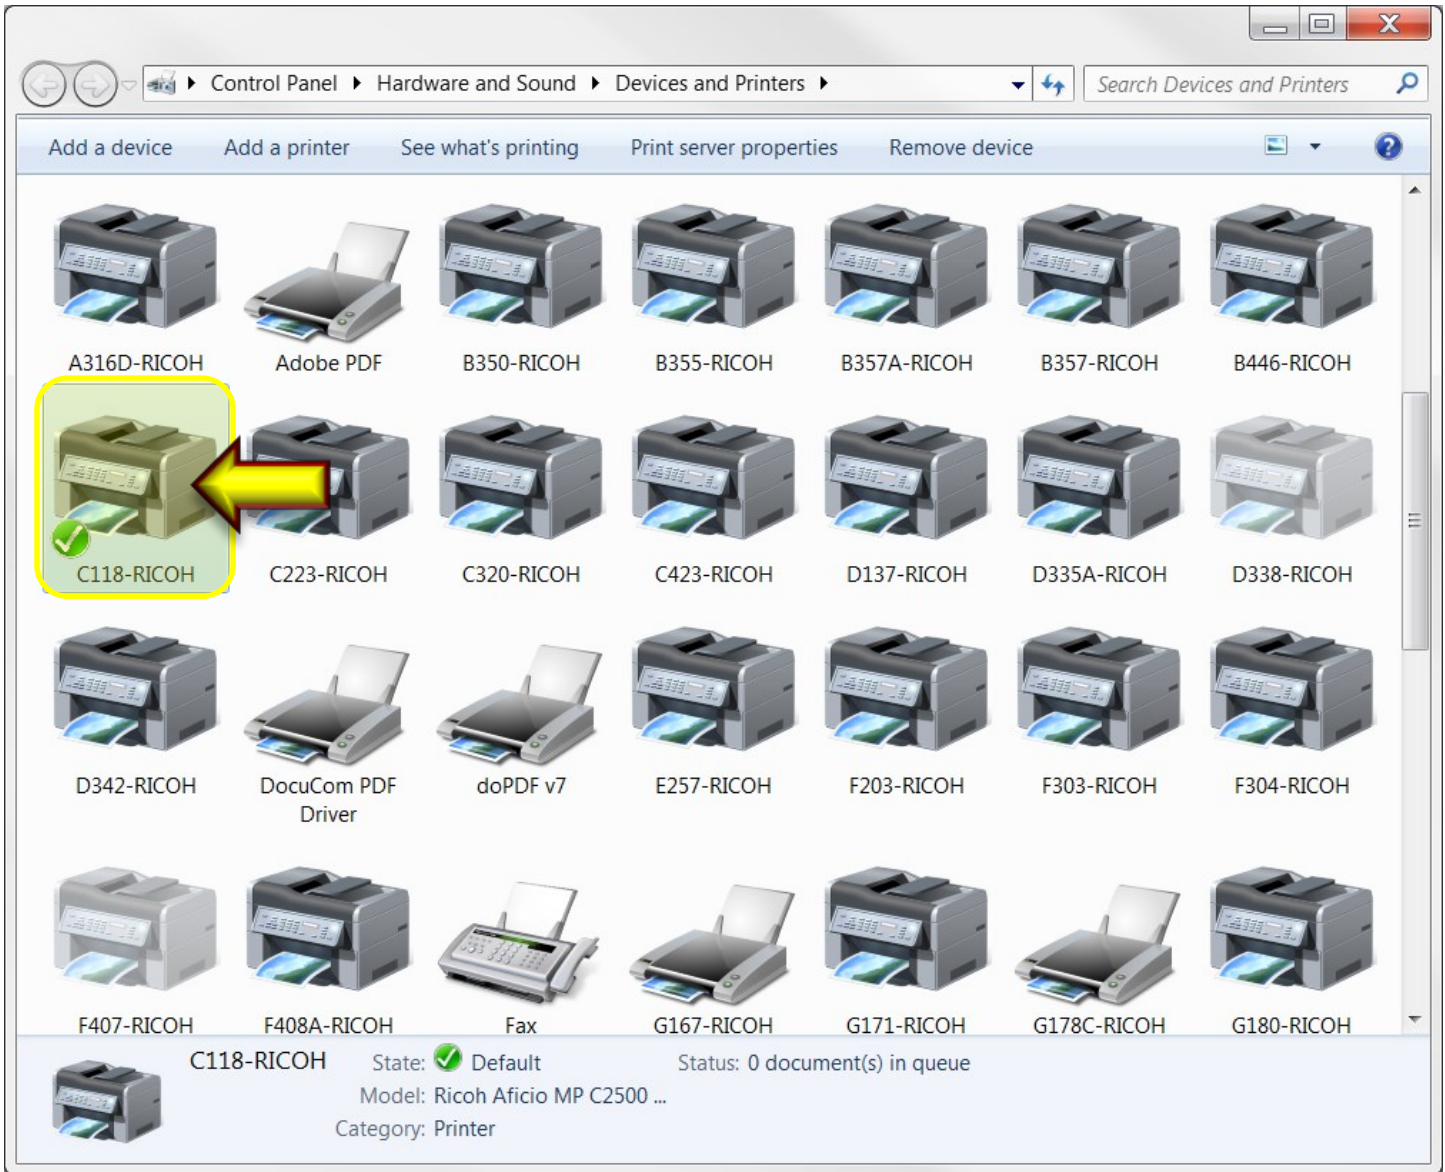 Control Panel Hardware and Sound Devices and Printers Search Devices and Printers
Add a device Add a printer See what's printing Print server properties Remove device
A316D-RICOH Adobe PDF B350-RICOH B355-RICOH B357A-RICOH B357-RICOH B446-RICOH
C118-RICOH C223-RICOH C320-RICOH C423-RICOH D137-RICOH D335A-RICOH D338-RICOH
D342-RICOH DocuCom PDF doPDF v7 E257-RICOH F203-RICOH F303-RICOH F304-RICOH
Driver
F407-RICOH F408A-RICOH Fax G167-RICOH G171-RICOH G178C-RICOH G180-RICOH
C118-RICOH State: Default Status: 0 document(s) in queue
Model: Ricoh Aficio MP C2500 ...
Category: Printer